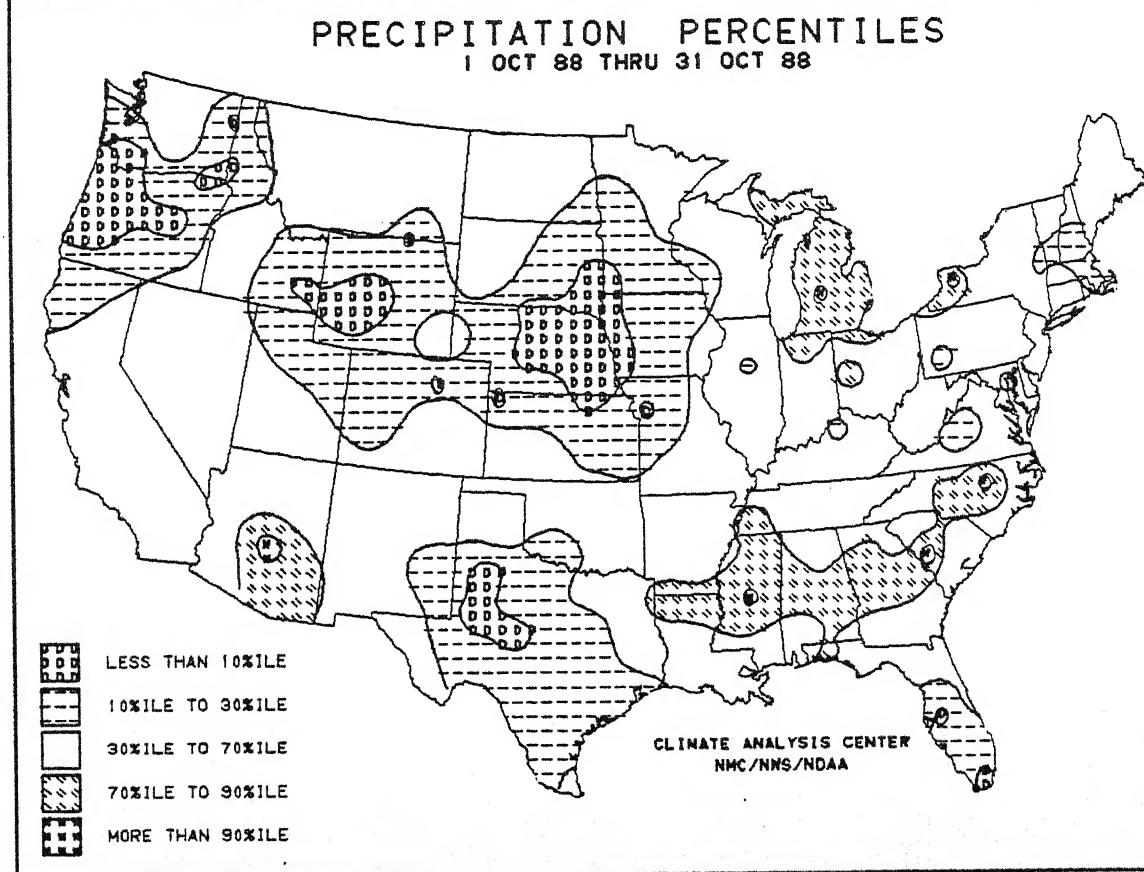 PRECIPITATION PERCENTILES
1 OCT 88 THRU 31 OCT 88
LESS THAN 10%ILE
10%ILE TO 30%ILE
30%ILE TO 70%ILE
70%ILE TO 90%ILE
MORE THAN 90%ILE
CLIMATE ANALYSIS CENTER
NMC/NWS/NOAA